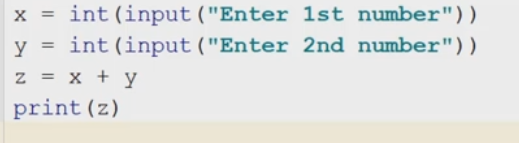 x = int(input("Enter 1st number"))
y = int(input("Enter 2nd number"))
z = x + y
print(z)